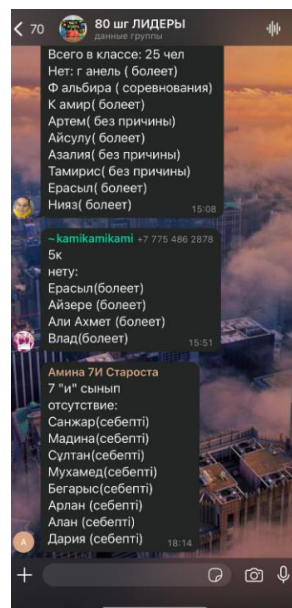 70
80 шг ЛИДЕРЫ
данные группы
Всего в классе: 25 чел
Нет: г анель ( болеет)
Ф альбира ( соревнования)
К амир( болеет)
Артем( без причины)
Айсулу( болеет)
Азалия( без причины)
Тамирис( без причины)
Ерасыл( болеет)
Нияз( болеет)
15:08
~kamikamikami +7 775 486 2878
5к
нету:
Ерасыл(болеет)
Айзере (болеет)
Али Ахмет (болеет)
Влад(болеет)
15:51
Амина 7И Староста
7 "и" сынып
отсутствие:
Санжар(себепті)
Мадина(себепті)
Сұлтан(себепті)
Мухамед(себепті)
Бегарыс(себепті)
Арлан (себепті)
Алан (себепті)
Дария (себепті)
18:14
А